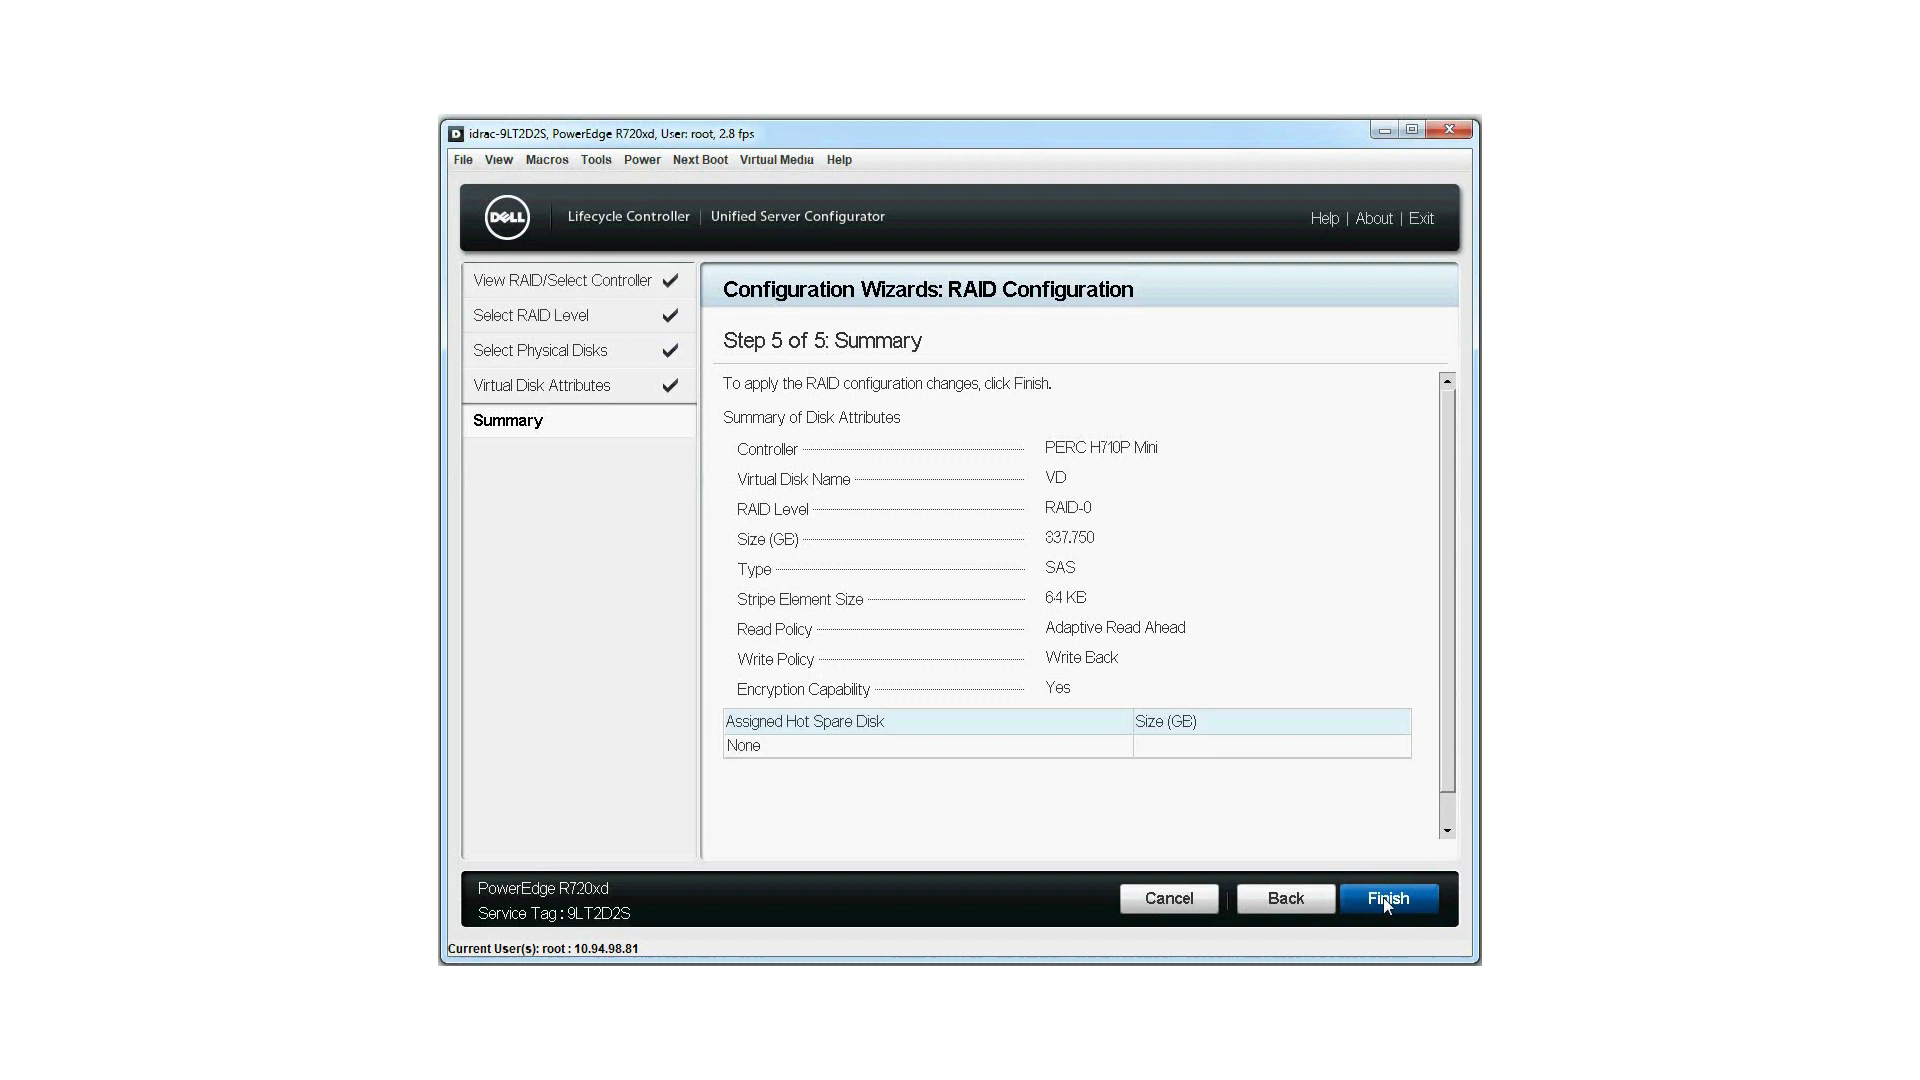 idrac-9LT2D2S, PowerEdge R720xd, User: root, 2.8 fps
File View Macros Tools Power Next Boot Virtual Media Help
DELL Lifecycle Controller | Unified Server Configurator Help | About | Exit
View RAID/Select Controller
Select RAID Level
Select Physical Disks
Virtual Disk Attributes
Summary
Configuration Wizards: RAID Configuration
Step 5 of 5: Summary
To apply the RAID configuration changes, click Finish.
Summary of Disk Attributes
Controller PERC H710P Mini
Virtual Disk Name VD
RAID Level RAID-0
Size (GB) 837.750
Type SAS
Stripe Element Size 64 KB
Read Policy Adaptive Read Ahead
Write Policy Write Back
Encryption Capability Yes
Assigned Hot Spare Disk Size (GB)
None
PowerEdge R720xd
Service Tag : 9LT2D2S
Cancel Back Finish
Current User(s): root : 10.94.98.81